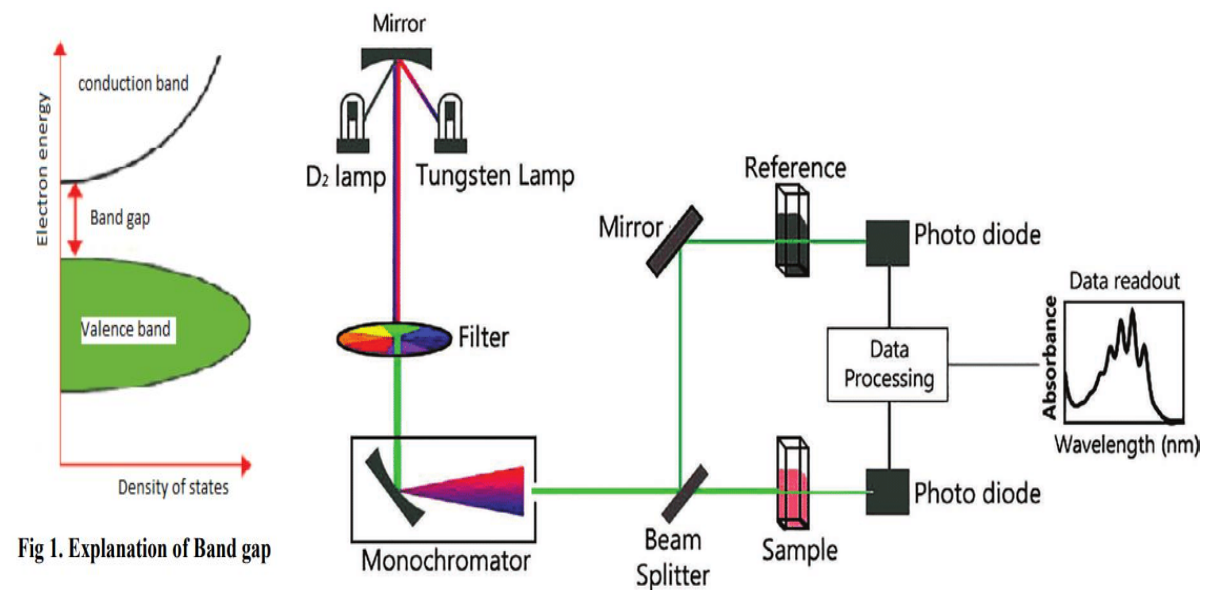 Electron energy
conduction band
Band gap
Valence band
Density of states
Fig 1. Explanation of Band gap
Mirror
D₂ lamp
Tungsten Lamp
Filter
Monochromator
Mirror
Beam
Splitter
Reference
Sample
Photo diode
Photo diode
Data
Processing
Data readout
Absorbance
Wavelength (nm)